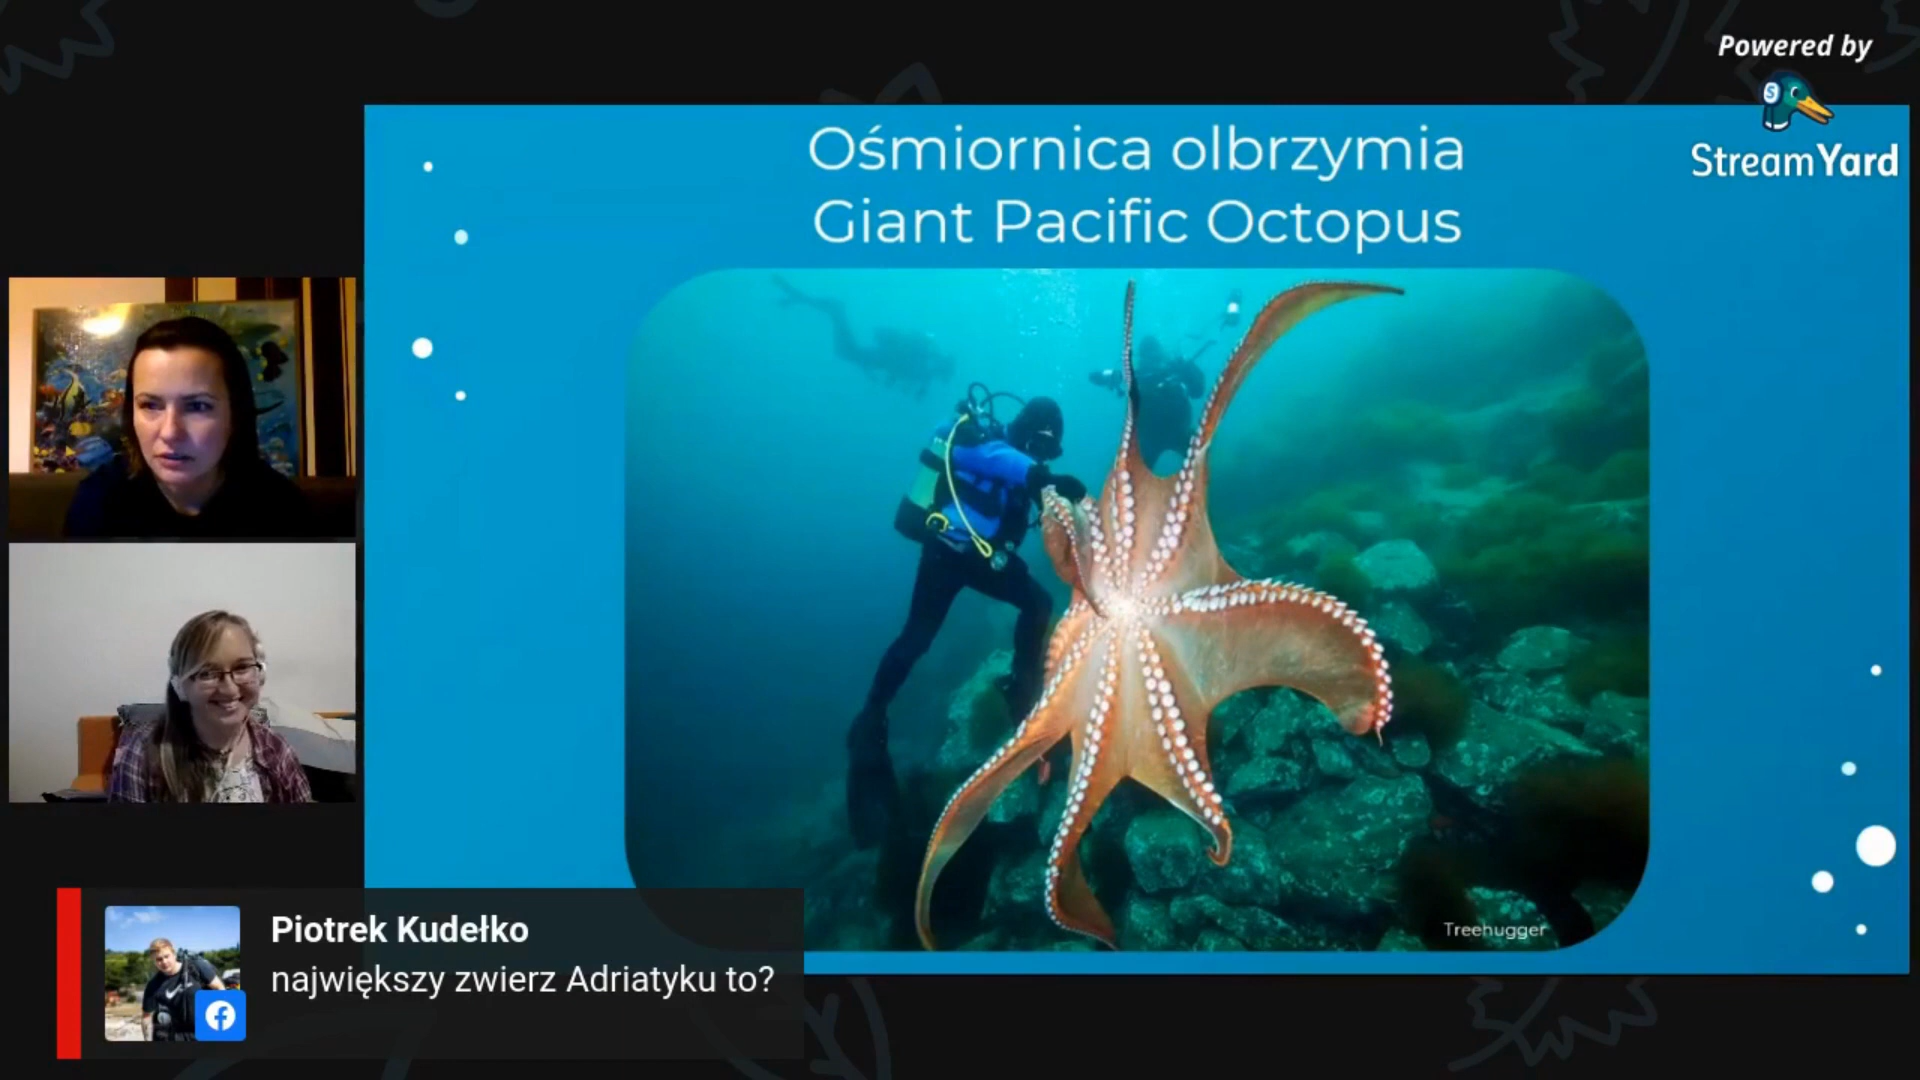 Powered by
StreamYard
Ośmiornica olbrzymia
Giant Pacific Octopus
Treehugger
Piotrek Kudełko
największy zwierz Adriatyku to?